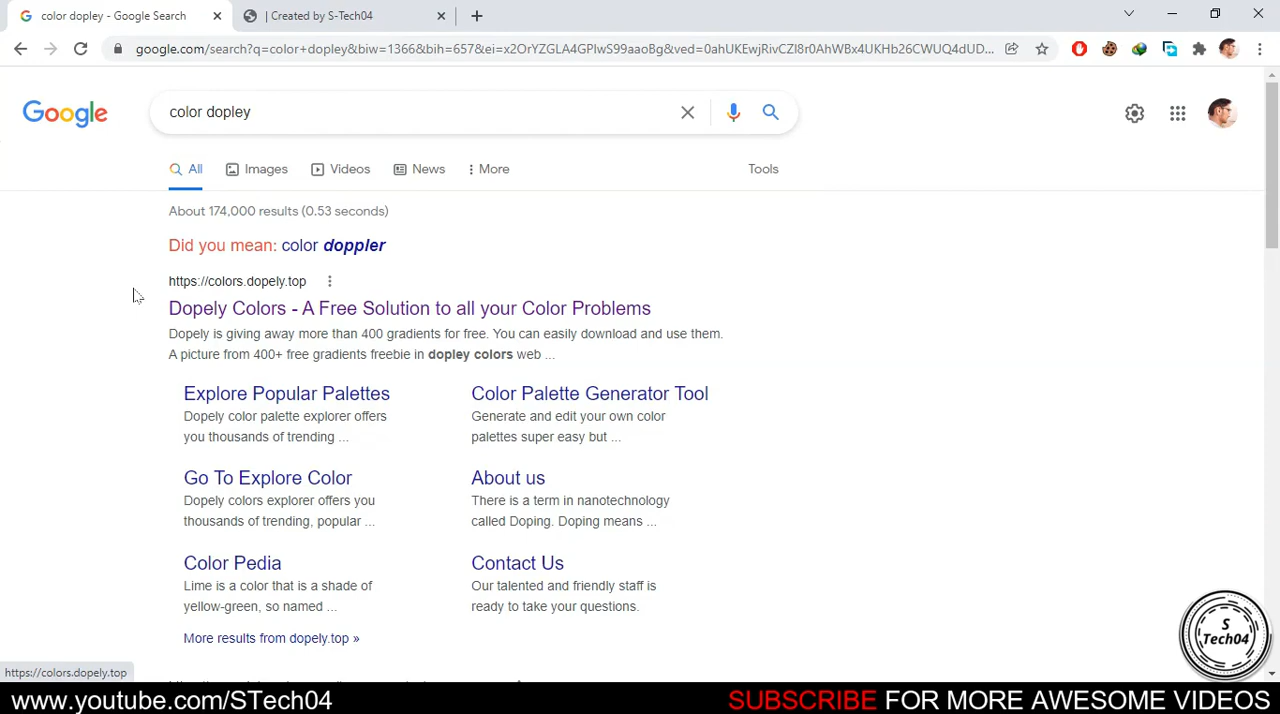 color dopley - Google Search
| Created by S-Tech04
google.com/search?q=color+dopley&biw=1366&bih=657&ei=x2OrYZGLA4GPlwS99aaoBg&ved=0ahUKEwjRivCZl8r0AhWBx4UKHb26CWUQ4dUD...
Google
color dopley
All Images Videos News More Tools
About 174,000 results (0.53 seconds)
Did you mean: color doppler
https://colors.dopely.top
Dopely Colors - A Free Solution to all your Color Problems
Dopely is giving away more than 400 gradients for free. You can easily download and use them.
A picture from 400+ free gradients freebie in dopley colors web ...
Explore Popular Palettes
Dopely color palette explorer offers
you thousands of trending ...
Color Palette Generator Tool
Generate and edit your own color
palettes super easy but ...
Go To Explore Color
Dopely colors explorer offers you
thousands of trending, popular ...
About us
There is a term in nanotechnology
called Doping. Doping means ...
Color Pedia
Lime is a color that is a shade of
yellow-green, so named ...
Contact Us
Our talented and friendly staff is
ready to take your questions.
More results from dopely.top »
S
Tech04
https://colors.dopely.top
www.youtube.com/STech04
SUBSCRIBE FOR MORE AWESOME VIDEOS